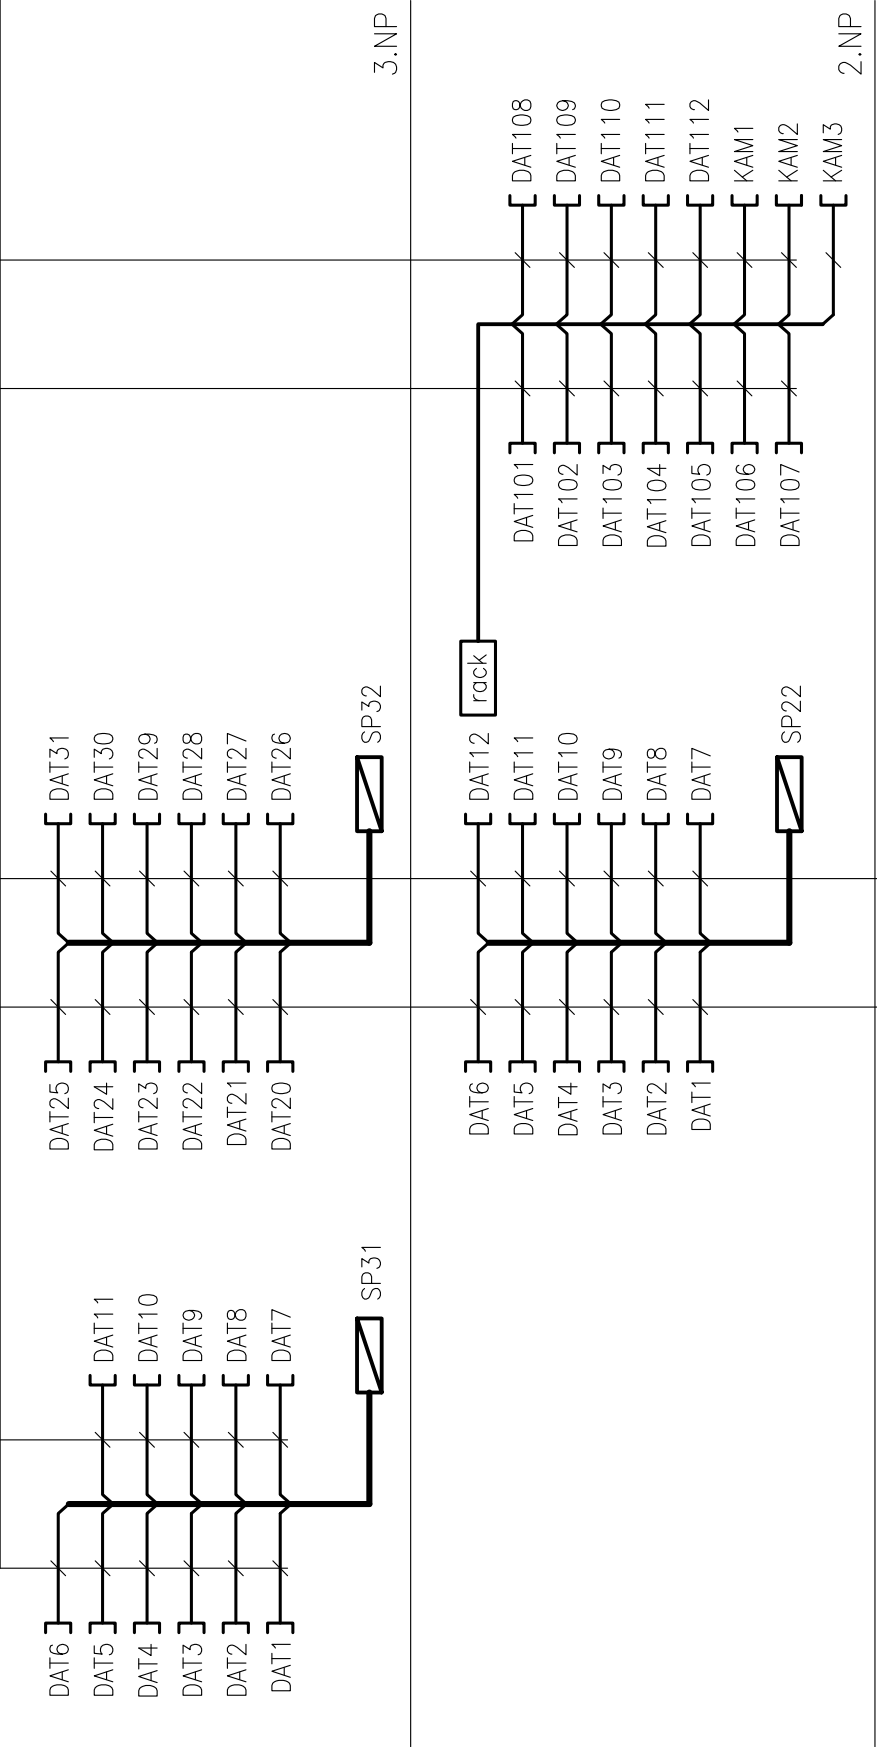 3.NP
DAT6
DAT5
DAT4
DAT3
DAT2
DAT1
DAT11
DAT10
DAT9
DAT8
DAT7
SP31
DAT25
DAT24
DAT23
DAT22
DAT21
DAT20
DAT31
DAT30
DAT29
DAT28
DAT27
DAT26
SP32
2.NP
DAT6
DAT5
DAT4
DAT3
DAT2
DAT1
DAT12
DAT11
DAT10
DAT9
DAT8
DAT7
SP22
rack
DAT101
DAT102
DAT103
DAT104
DAT105
DAT106
DAT107
DAT108
DAT109
DAT110
DAT111
DAT112
KAM1
KAM2
KAM3